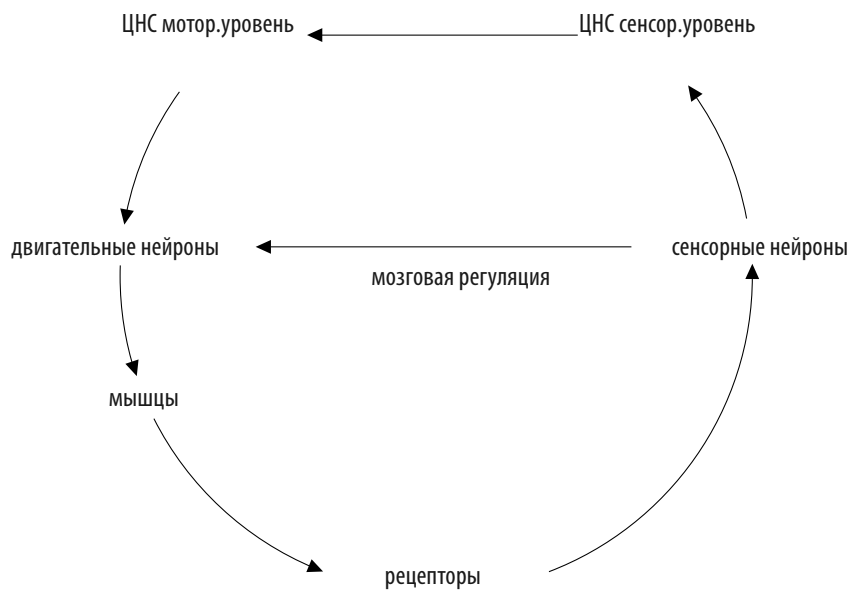 ЦНС мотор.уровень
ЦНС сенсор.уровень
двигательные нейроны
сенсорные нейроны
мозговая регуляция
мышцы
рецепторы